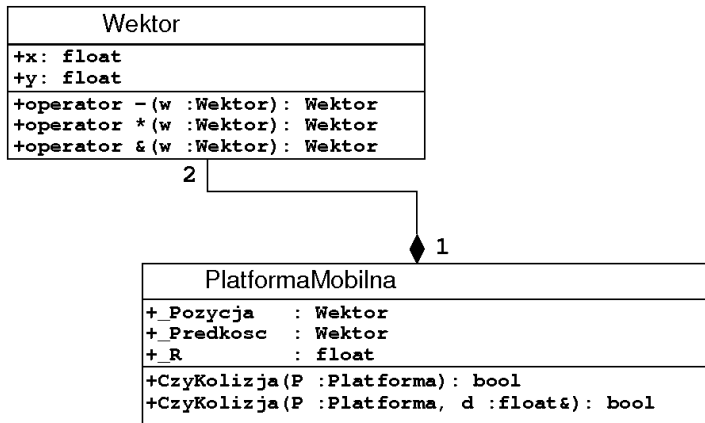 Wektor
+x: float
+y: float
+operator -(w :Wektor): Wektor
+operator *(w :Wektor): Wektor
+operator &(w :Wektor): Wektor
2
1
PlatformaMobilna
+_Pozycja : Wektor
+_Predkosc : Wektor
+_R : float
+CzyKolizja(P :Platforma): bool
+CzyKolizja(P :Platforma, d :float&): bool